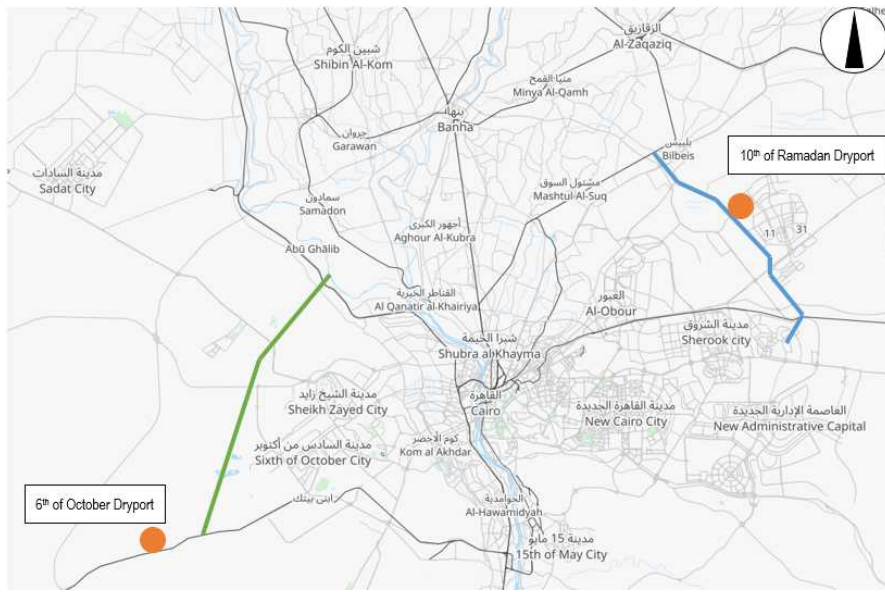 الزقازيق
Al-Zaqaziq
شبين الكوم
Shibin Al-Kom
منيا القمح
Minya Al-Qamh
بنها
Banha
جروان
Garawan
بلبيس
Bilbeis
10th of Ramadan Dryport
مدينة السادات
Sadat City
مشتول السوق
Mashtul Al-Suq
سمادون
Samadon
أجهور الكبرى
Aghour Al-Kubra
11
31
Abū Ghālib
القناطر الخيرية
Al Qanatir al-Khairiya
العبور
Al-Obour
مدينة الشروق
Sherook city
شبرا الخيمة
Shubra al Khayma
القاهرة
Cairo
مدينة الشيخ زايد
Sheikh Zayed City
مدينة القاهرة الجديدة
New Cairo City
العاصمة الإدارية الجديدة
New Administrative Capital
مدينة السادس من أكتوبر
Sixth of October City
كوم الأخضر
Kom al Akhdar
6th of October Dryport
ابني بيتك
الحوامدية
Al-Hawamidyah
مدينة 15 مايو
15th of May City